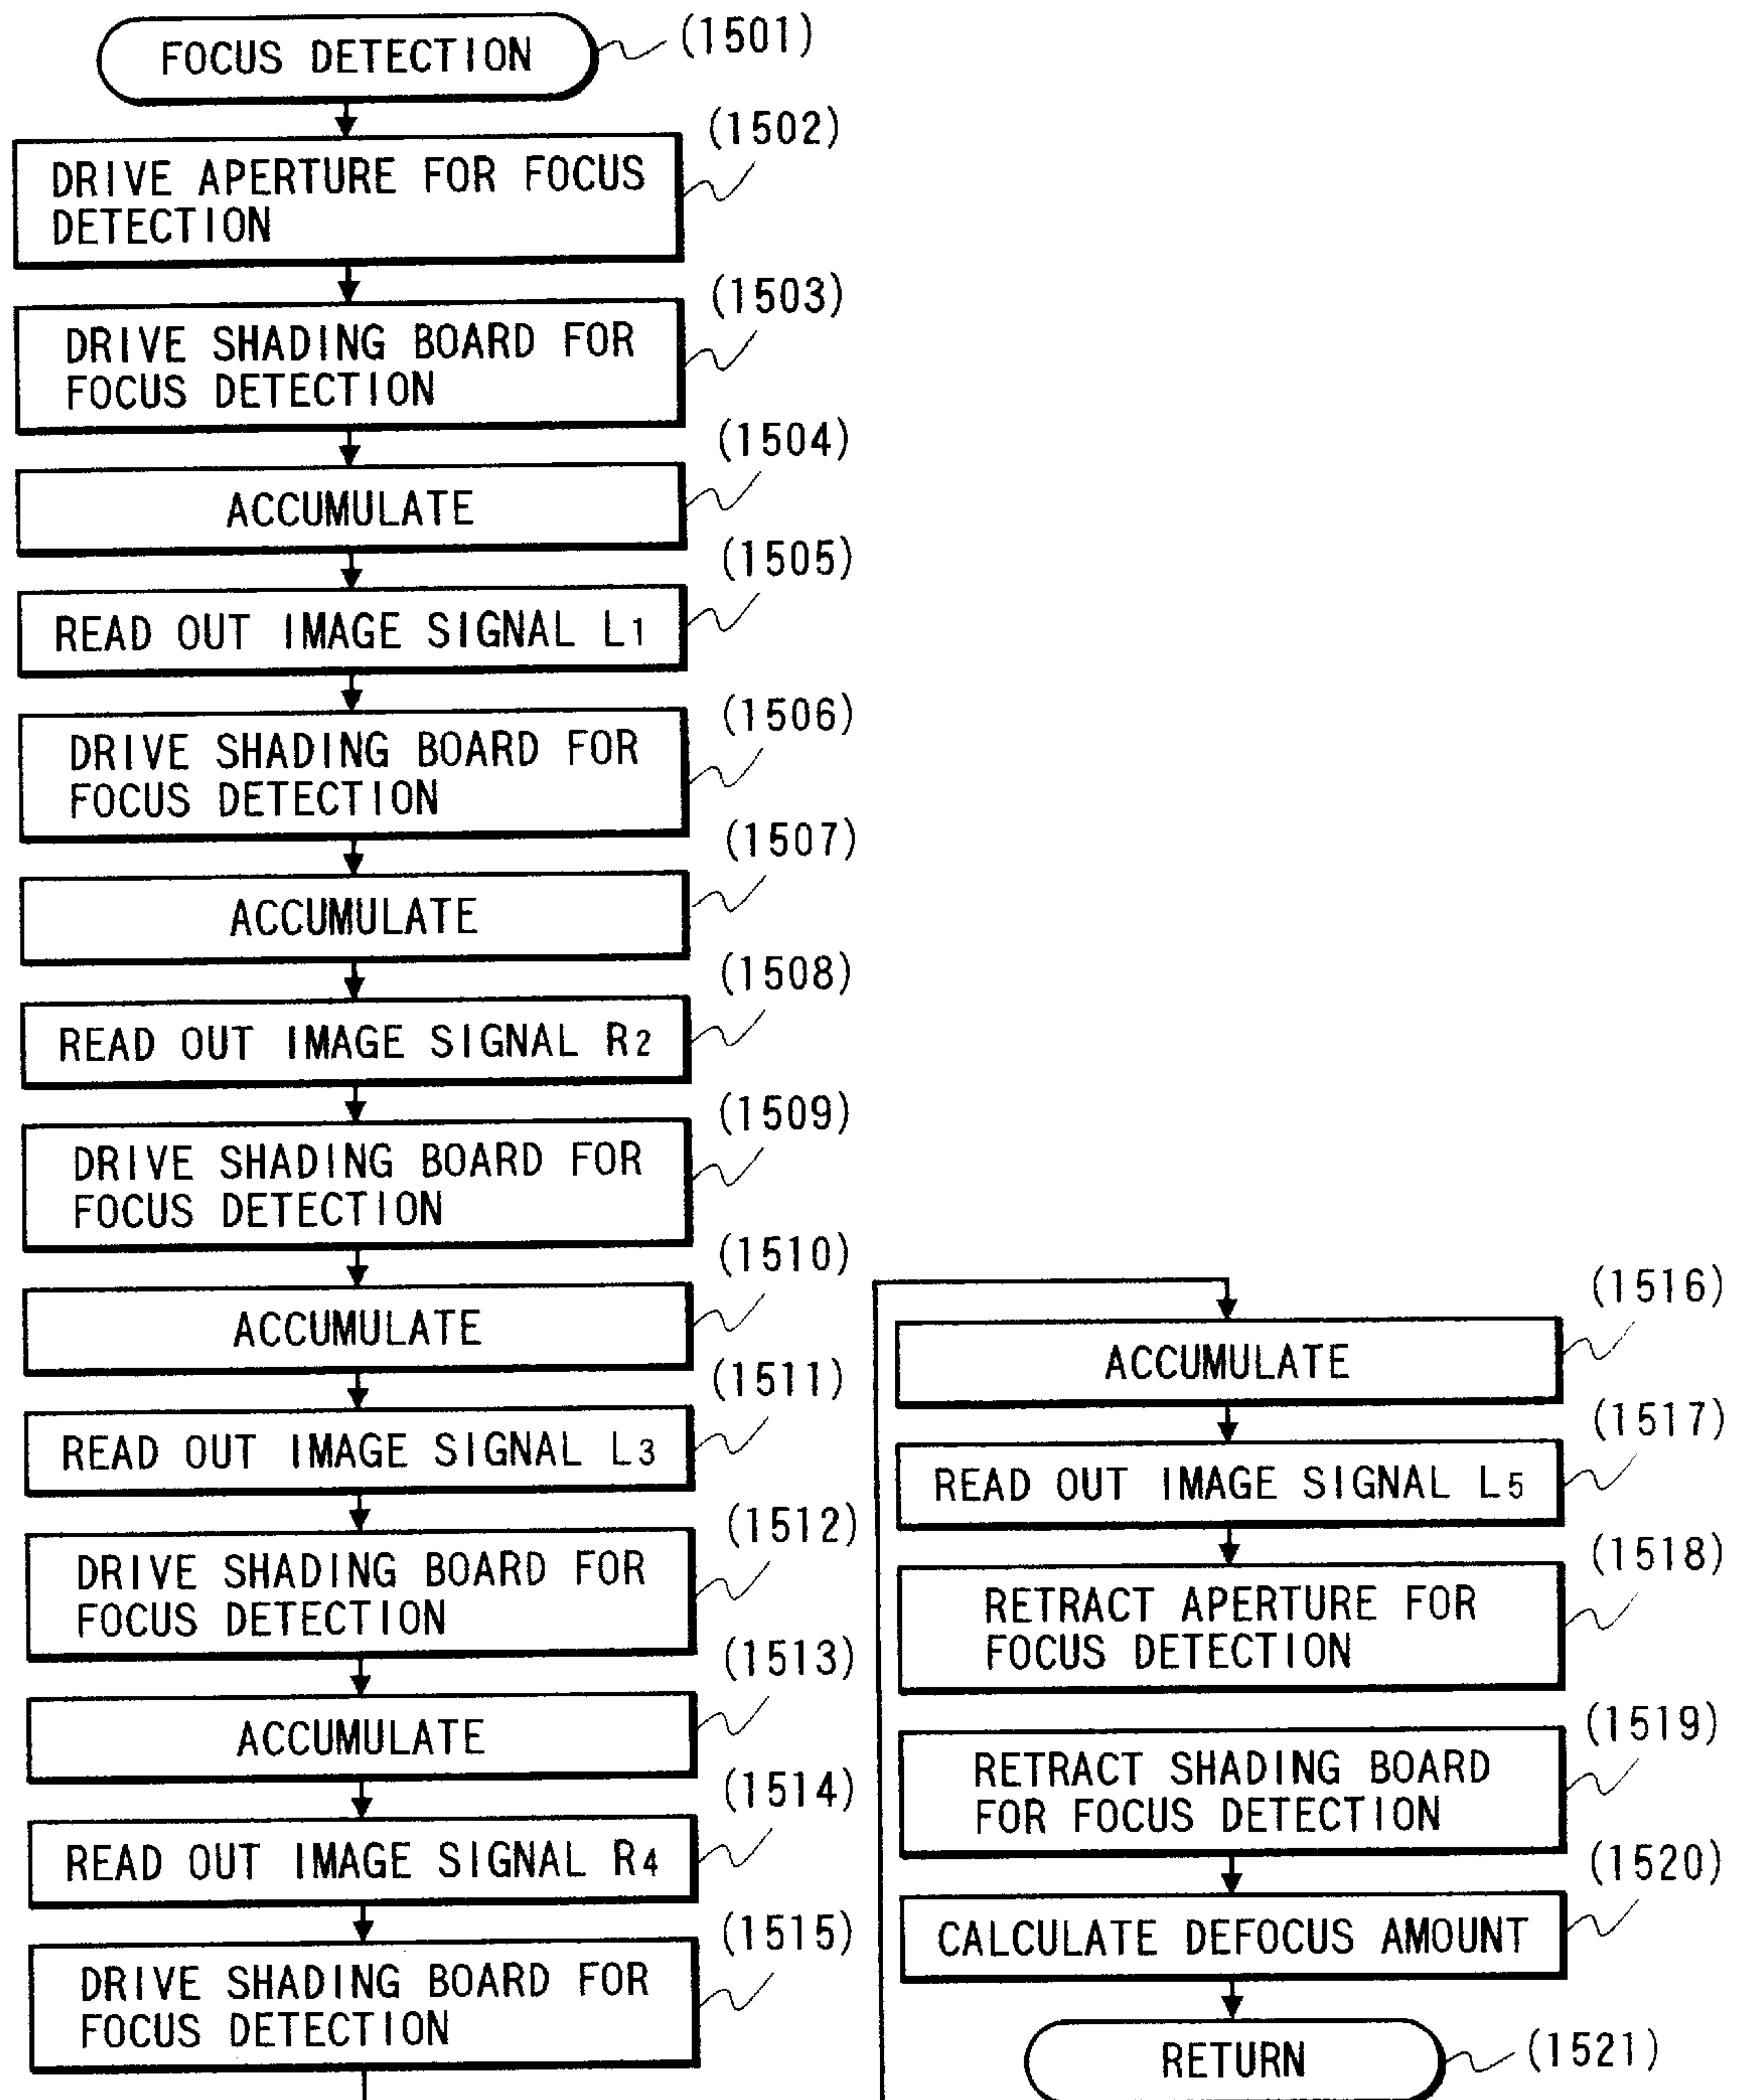 FOCUS DETECTION
(1501)
DRIVE APERTURE FOR FOCUS
DETECTION
(1502)
DRIVE SHADING BOARD FOR
FOCUS DETECTION
(1503)
ACCUMULATE
(1504)
READ OUT IMAGE SIGNAL L1
(1505)
DRIVE SHADING BOARD FOR
FOCUS DETECTION
(1506)
ACCUMULATE
(1507)
READ OUT IMAGE SIGNAL R2
(1508)
DRIVE SHADING BOARD FOR
FOCUS DETECTION
(1509)
ACCUMULATE
(1510)
READ OUT IMAGE SIGNAL L3
(1511)
DRIVE SHADING BOARD FOR
FOCUS DETECTION
(1512)
ACCUMULATE
(1513)
READ OUT IMAGE SIGNAL R4
(1514)
DRIVE SHADING BOARD FOR
FOCUS DETECTION
(1515)
ACCUMULATE
(1516)
READ OUT IMAGE SIGNAL L5
(1517)
RETRACT APERTURE FOR
FOCUS DETECTION
(1518)
RETRACT SHADING BOARD
FOR FOCUS DETECTION
(1519)
CALCULATE DEFOCUS AMOUNT
(1520)
RETURN
(1521)